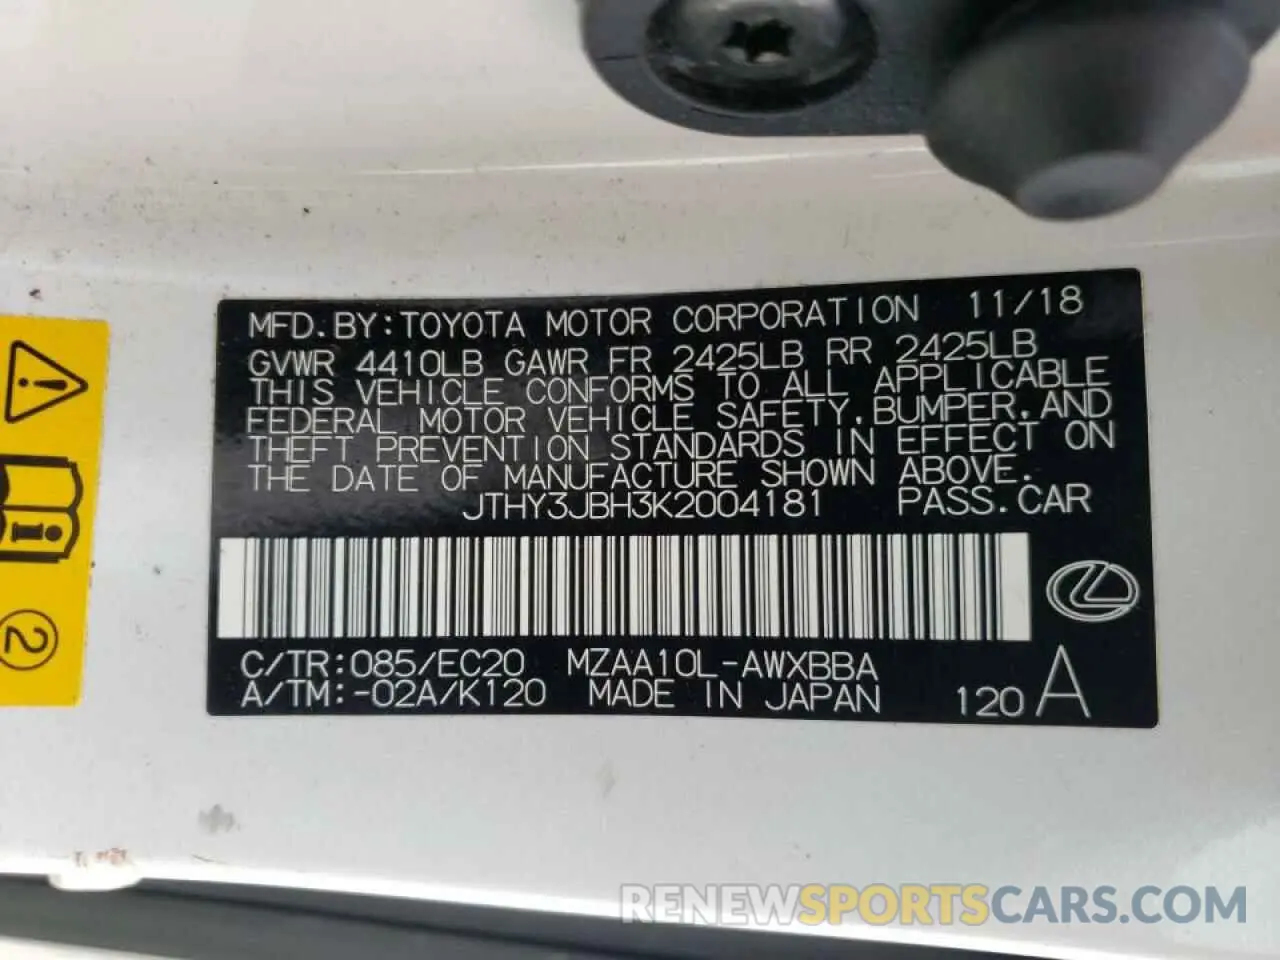 MFD.BY:TOYOTA MOTOR CORPORATION 11/18
GVWR 4410LB GAWR FR 2425LB RR 2425LB
THIS VEHICLE CONFORMS TO ALL APPLICABLE
FEDERAL MOTOR VEHICLE SAFETY,BUMPER,AND
THEFT PREVENTION STANDARDS IN EFFECT ON
THE DATE OF MANUFACTURE SHOWN ABOVE.
JTHY3JBH3K2004181 PASS.CAR
C/TR:085/EC20 MZAA10L-AWXBBA
A/TM:-02A/K120 MADE IN JAPAN 120 A
2
RENEWSPORTSCARS.COM